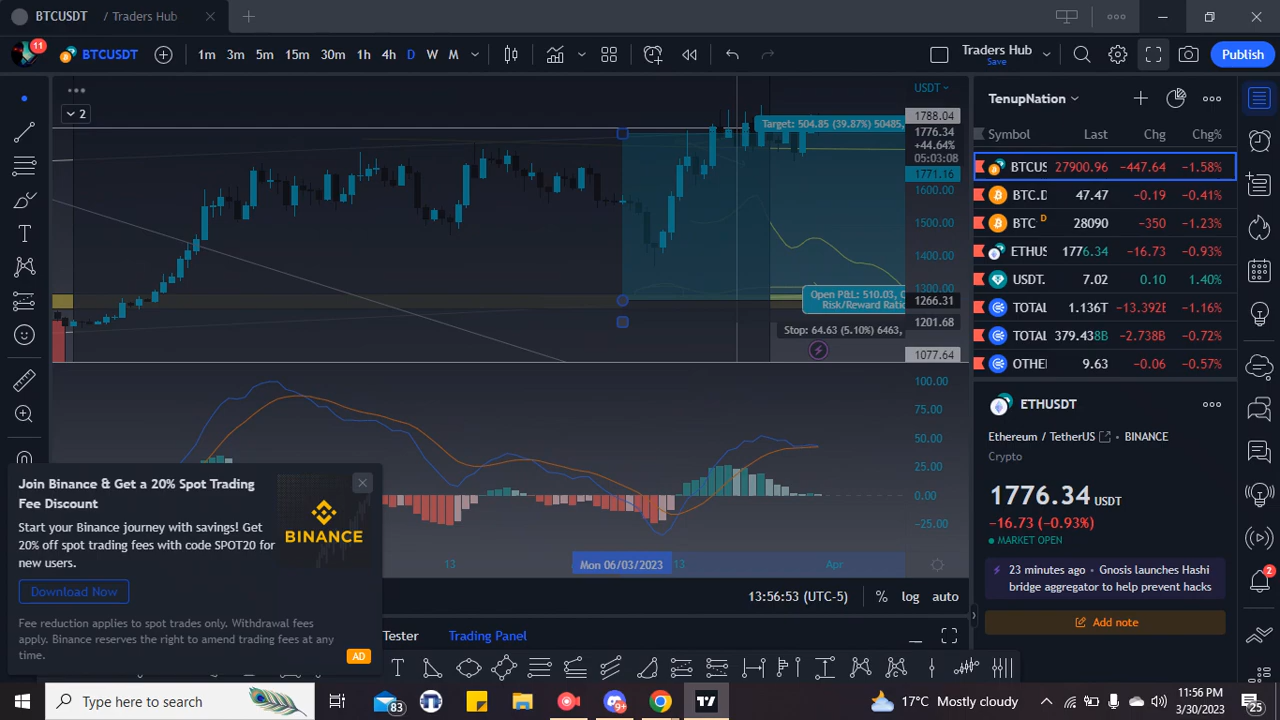 BTCUSDT / Traders Hub
11
BTCUSDT
1m 3m 5m 15m 30m 1h 4h D W M
Traders Hub
Save
Publish
2
USDT
Target: 504.85 (39.87%) 50485,
Open P&L: 510.03, Q
Risk/Reward Ratio
Stop: 64.63 (5.10%) 6463,
1788.04
1776.34
+44.64%
05:03:08
1771.16
1600.00
1500.00
1400.00
1300.00
1266.31
1201.68
1077.64
100.00
75.00
50.00
25.00
0.00
−25.00
13
Mon 06/03/2023
13
Apr
13:56:53 (UTC-5)
% log auto
Tester
Trading Panel
TenupNation
Symbol Last Chg Chg%
BTCUS 27900.96 −447.64 −1.58%
BTC.D 47.47 −0.19 −0.41%
BTC D 28090 −350 −1.23%
ETHUS 1776.34 −16.73 −0.93%
USDT. 7.02 0.10 1.40%
TOTAL 1.136T −13.392B −1.16%
TOTAL 379.438B −2.738B −0.72%
OTHE 9.63 −0.06 −0.57%
ETHUSDT
Ethereum / TetherUS • BINANCE
Crypto
1776.34 USDT
−16.73 (−0.93%)
MARKET OPEN
23 minutes ago • Gnosis launches Hashi
bridge aggregator to help prevent hacks
Add note
2
Join Binance & Get a 20% Spot Trading
Fee Discount
Start your Binance journey with savings! Get
20% off spot trading fees with code SPOT20 for
new users.
Download Now
Fee reduction applies to spot trades only. Withdrawal fees
apply. Binance reserves the right to amend trading fees at any
time.
AD
BINANCE
Type here to search
83
9+
17°C Mostly cloudy
11:56 PM
3/30/2023
25